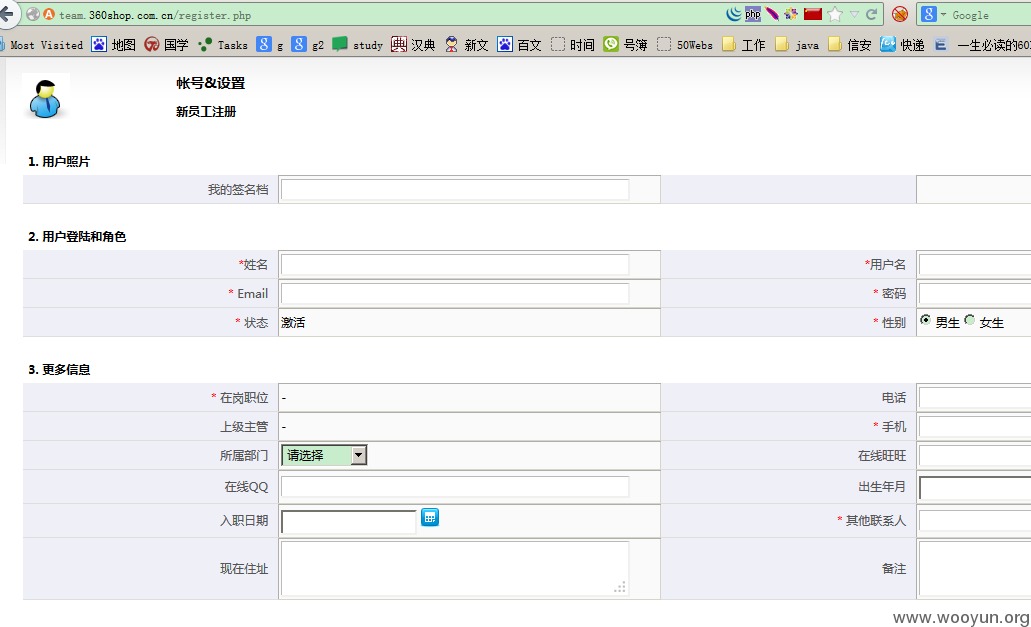 team.360shop.com.cn/register.php php Google
Most Visited 地图 国学 Tasks g g2 study 汉典 新文 百文 时间 号簿 50Webs 工作 java 信安 快递 一生必读的60
帐号&设置
新员工注册
1. 用户照片
我的签名档
2. 用户登陆和角色
*姓名 *用户名
* Email * 密码
* 状态 激活 * 性别 男生 女生
3. 更多信息
* 在岗职位 - 电话
上级主管 - * 手机
所属部门 请选择 在线旺旺
在线QQ 出生年月
入职日期 * 其他联系人
现在住址 备注
www.wooyun.org